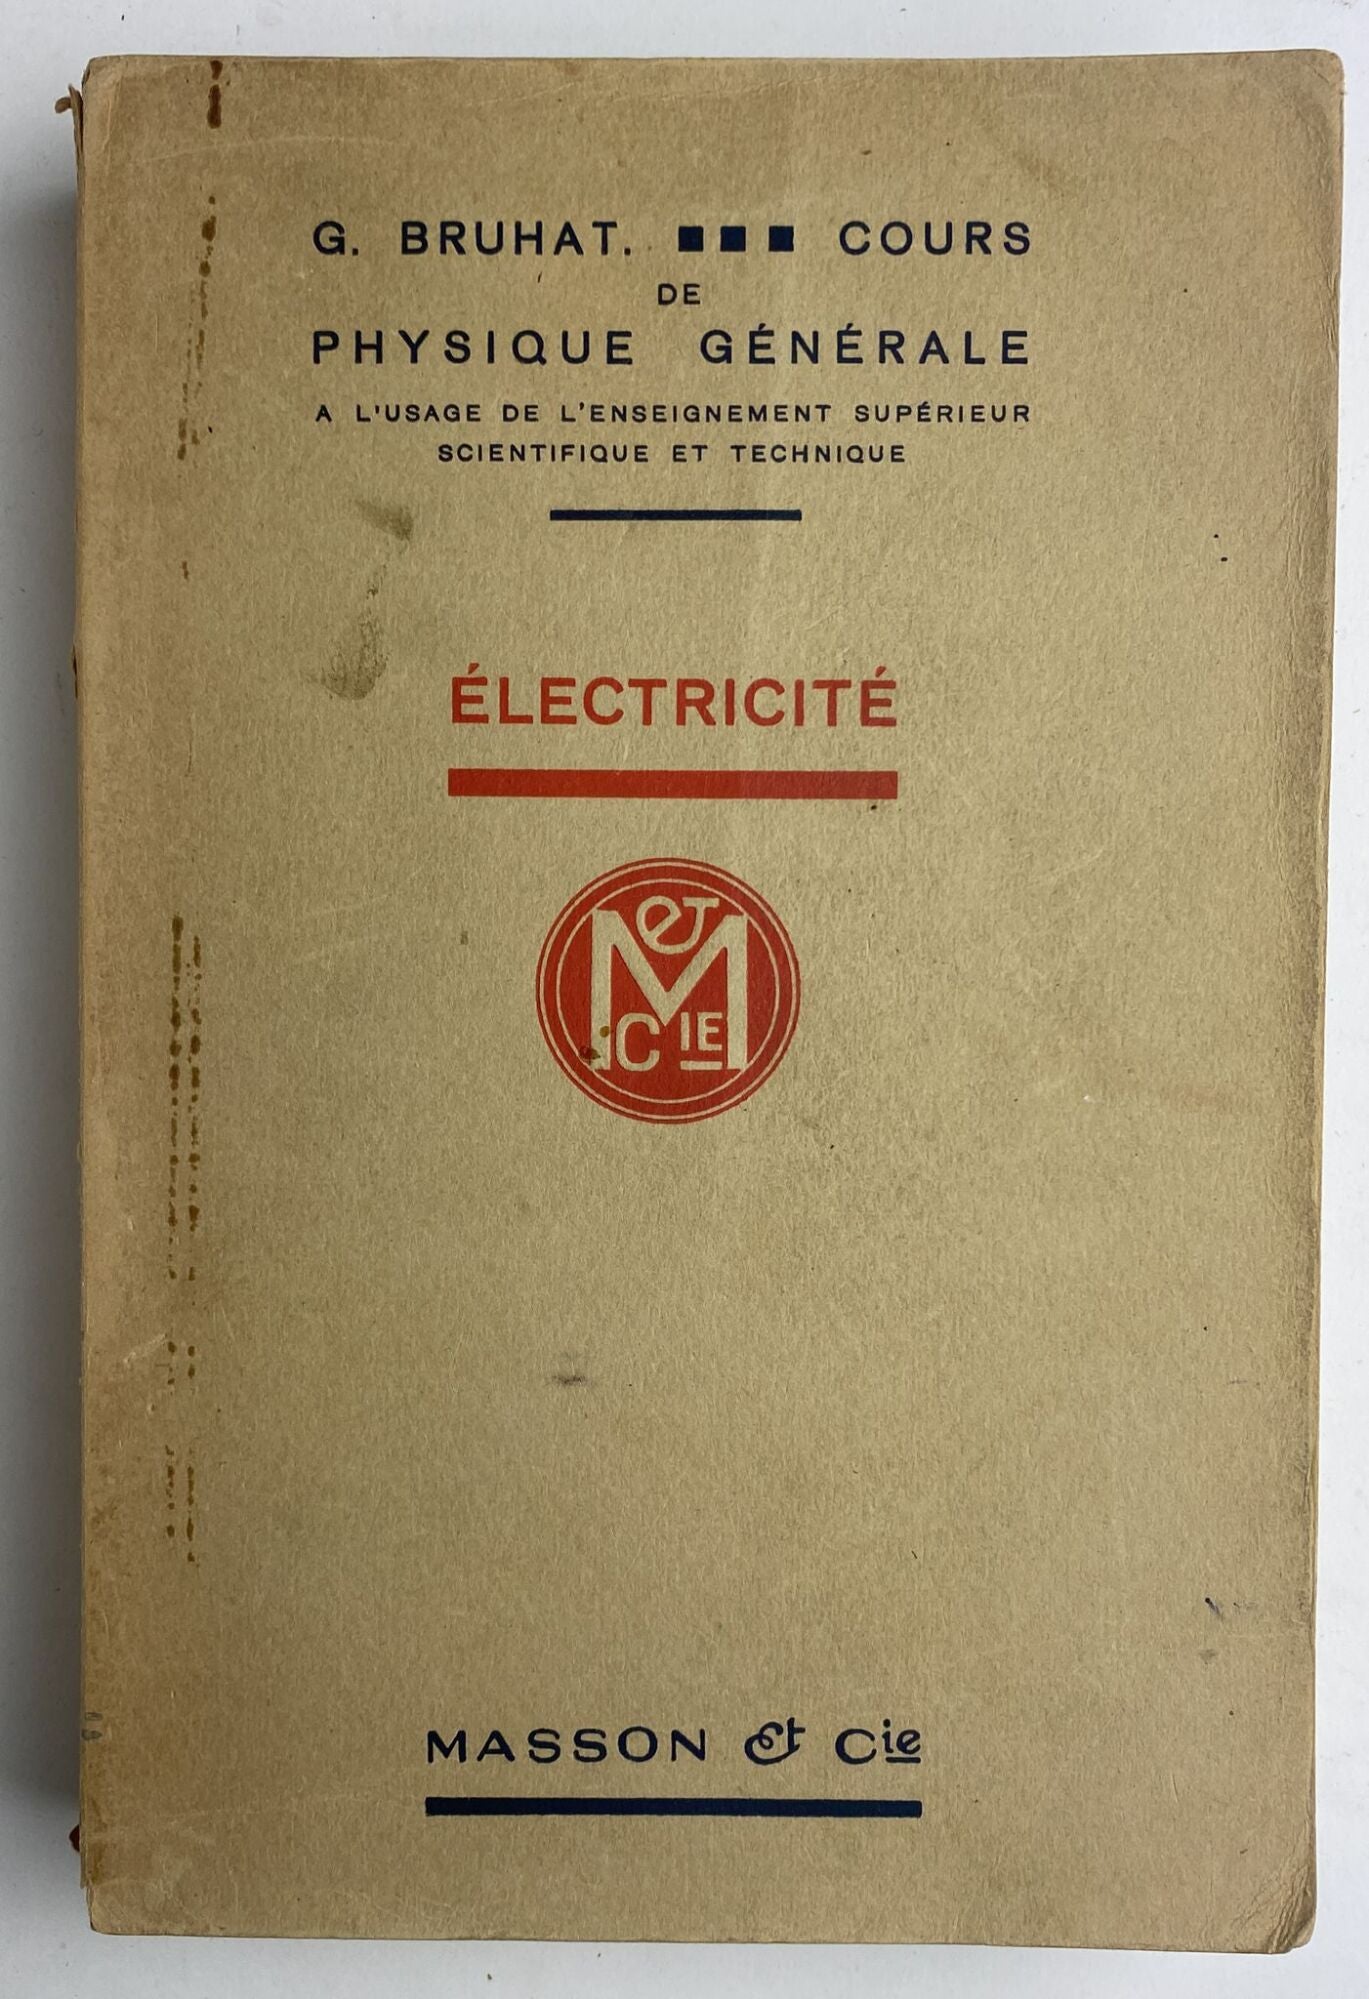 G. BRUHAT. ■ ■ ■ COURS
DE
PHYSIQUE GÉNÉRALE
A L'USAGE DE L'ENSEIGNEMENT SUPÉRIEUR
SCIENTIFIQUE ET TECHNIQUE
ÉLECTRICITÉ
M et CIE
MASSON et Cie